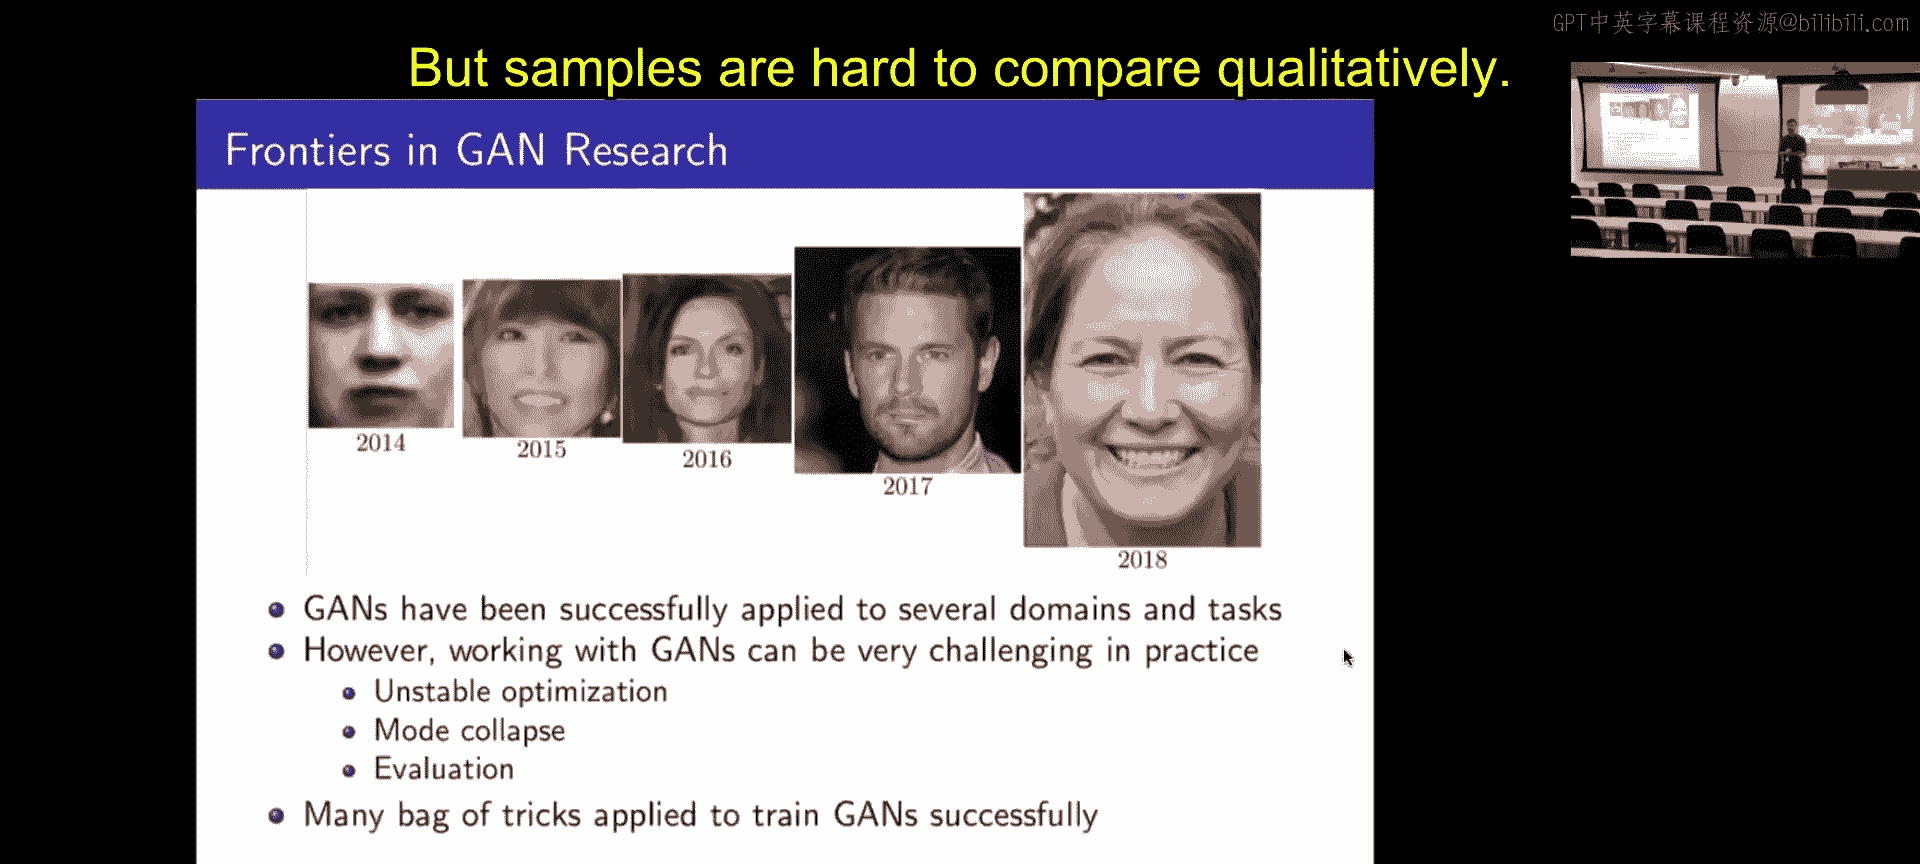 GPT中英字幕课程资源@bilibili.com
But samples are hard to compare qualitatively.
Frontiers in GAN Research
2014
2015
2016
2017
2018
GANs have been successfully applied to several domains and tasks
However, working with GANs can be very challenging in practice
Unstable optimization
Mode collapse
Evaluation
Many bag of tricks applied to train GANs successfully